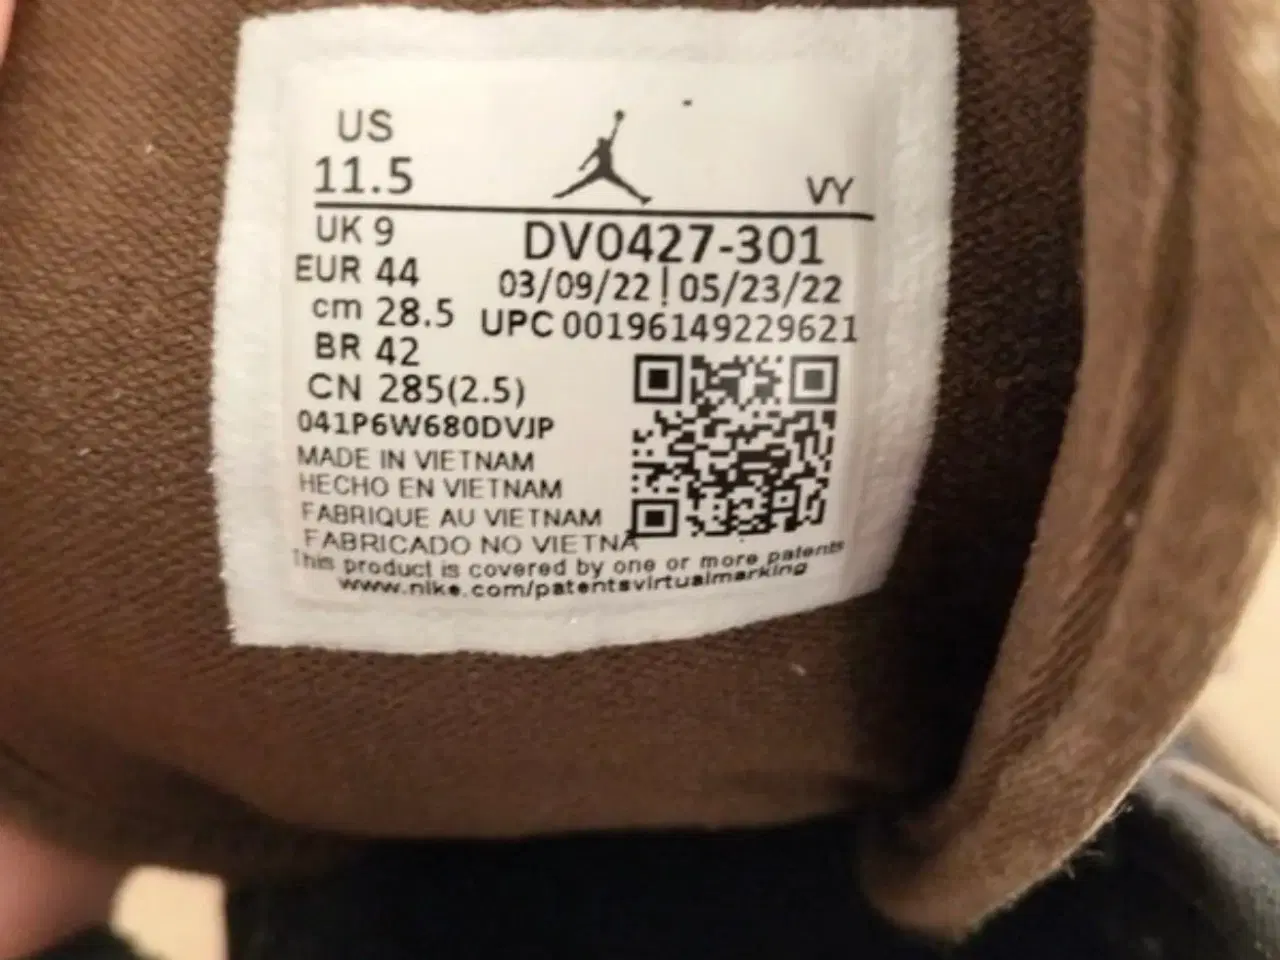 US
11.5
VY
UK 9
DV0427-301
EUR 44
03/09/22|05/23/22
cm 28.5
UPC 00196149229621
BR 42
CN 285(2.5)
041P6W680DVJP
MADE IN VIETNAM
HECHO EN VIETNAM
FABRIQUE AU VIETNAM
FABRICADO NO VIETNA
This product is covered by one or more patents
www.nike.com/patentsvirtualmarking